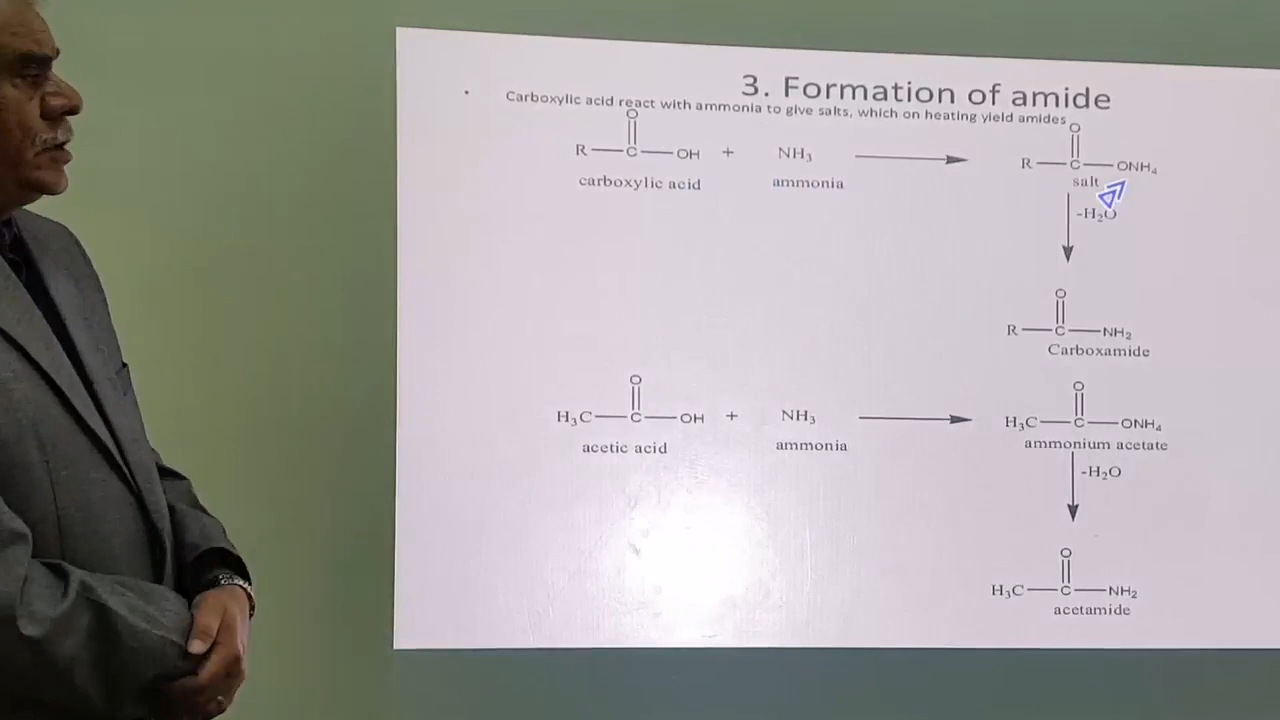 3. Formation of amide
• Carboxylic acid react with ammonia to give salts, which on heating yield amides
O
O
R—C—OH + NH₃
R—C—ONH₄
carboxylic acid ammonia
salt
-H₂O
O
R—C—NH₂
Carboxamide
O
O
H₃C—C—OH + NH₃
H₃C—C—ONH₄
acetic acid ammonia
ammonium acetate
-H₂O
O
H₃C—C—NH₂
acetamide